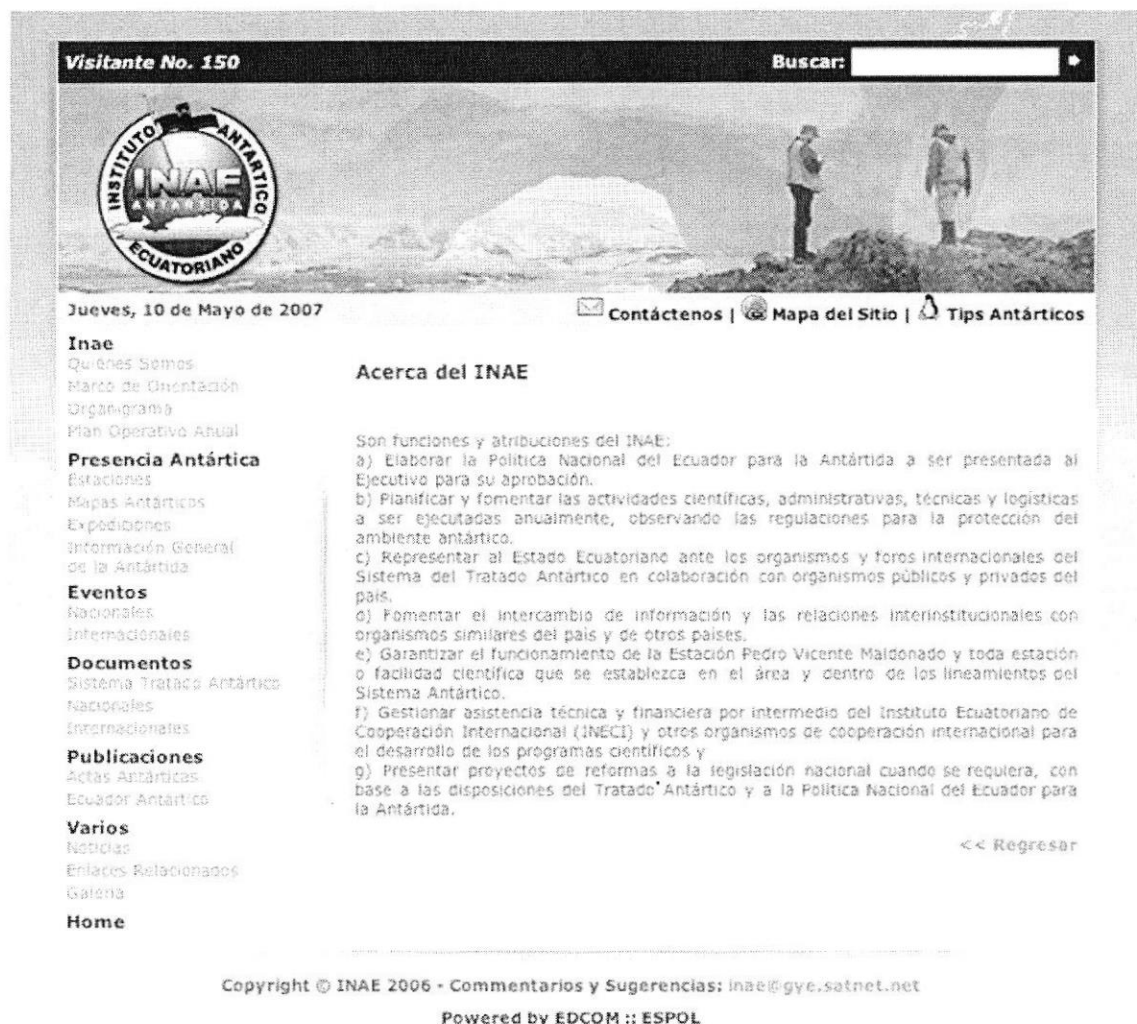 Visitante No. 150
Buscar:
INSTITUTO ANTARTICO ECUATORIANO
INAE
ANTARTIDA
Jueves, 10 de Mayo de 2007
Contáctenos | Mapa del Sitio | Tips Antárticos
Inae
Quiénes Somos
Marco de Orientación
Organigrama
Plan Operativo Anual
Presencia Antártica
Estaciones
Mapas Antárticos
Expediciones
Información General
de la Antártida
Eventos
Nacionales
Internacionales
Documentos
Sistema Tratado Antártico
Nacionales
Internacionales
Publicaciones
Actas Antárticas
Ecuador Antártico
Varios
Noticias
Enlaces Relacionados
Galeria
Home
Acerca del INAE
Son funciones y atribuciones del INAE:
a) Elaborar la Política Nacional del Ecuador para la Antártida a ser presentada al
Ejecutivo para su aprobación.
b) Planificar y fomentar las actividades científicas, administrativas, técnicas y logísticas
a ser ejecutadas anualmente, observando las regulaciones para la protección del
ambiente antártico.
c) Representar al Estado Ecuatoriano ante los organismos y foros internacionales del
Sistema del Tratado Antártico en colaboración con organismos públicos y privados del
país.
d) Fomentar el intercambio de información y las relaciones interinstitucionales con
organismos similares del país y de otros países.
e) Garantizar el funcionamiento de la Estación Pedro Vicente Maldonado y toda estación
o facilidad científica que se establezca en el área y dentro de los lineamientos del
Sistema Antártico.
f) Gestionar asistencia técnica y financiera por intermedio del Instituto Ecuatoriano de
Cooperación Internacional (INECI) y otros organismos de cooperación internacional para
el desarrollo de los programas científicos y
g) Presentar proyectos de reformas a la legislación nacional cuando se requiera, con
base a las disposiciones del Tratado Antártico y a la Política Nacional del Ecuador para
la Antártida.
<< Regresar
Copyright © INAE 2006 - Commentarios y Sugerencias: inae@gye.satnet.net
Powered by EDCOM :: ESPOL